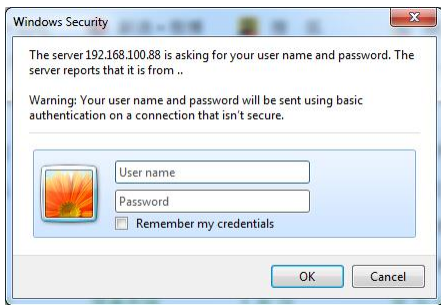 Windows Security
The server 192.168.100.88 is asking for your user name and password. The
server reports that it is from ..
Warning: Your user name and password will be sent using basic
authentication on a connection that isn't secure.
User name
Password
Remember my credentials
OK
Cancel